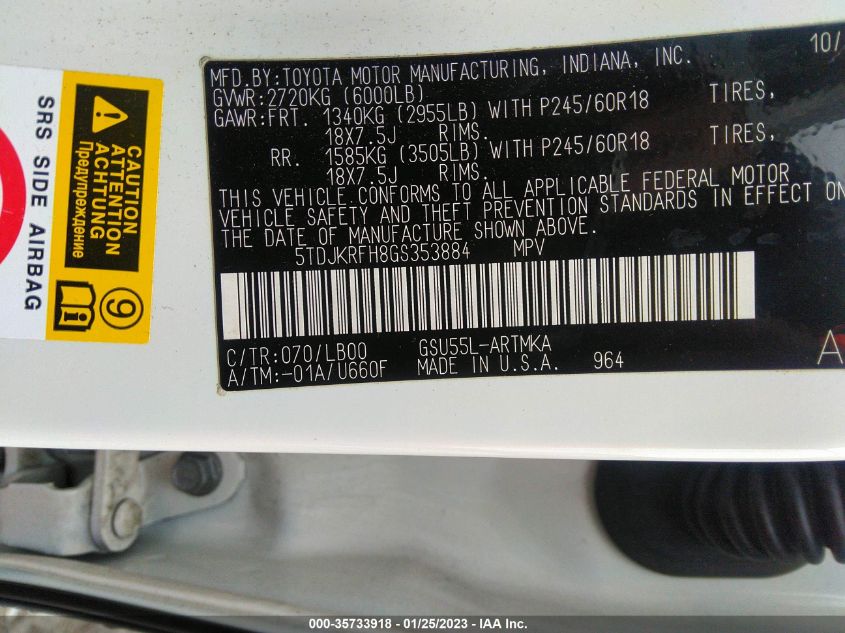 10/
MFD.BY:TOYOTA MOTOR MANUFACTURING, INDIANA, INC.
GVWR:2720KG (6000LB)
GAWR:FRT. 1340KG (2955LB) WITH P245/60R18 TIRES,
18X7.5J RIMS.
RR. 1585KG (3505LB) WITH P245/60R18 TIRES,
18X7.5J RIMS.
THIS VEHICLE CONFORMS TO ALL APPLICABLE FEDERAL MOTOR
VEHICLE SAFETY AND THEFT PREVENTION STANDARDS IN EFFECT ON
THE DATE OF MANUFACTURE SHOWN ABOVE.
5TDJKRFH8GS353884 MPV
C/TR:070/LB00 GSU55L-ARTMKA
A/TM:-01A/U660F MADE IN U.S.A. 964
A
SRS SIDE AIRBAG
CAUTION
ATTENTION
ACHTUNG
Предупреждение
9
000-35733918 - 01/25/2023 - IAA Inc.